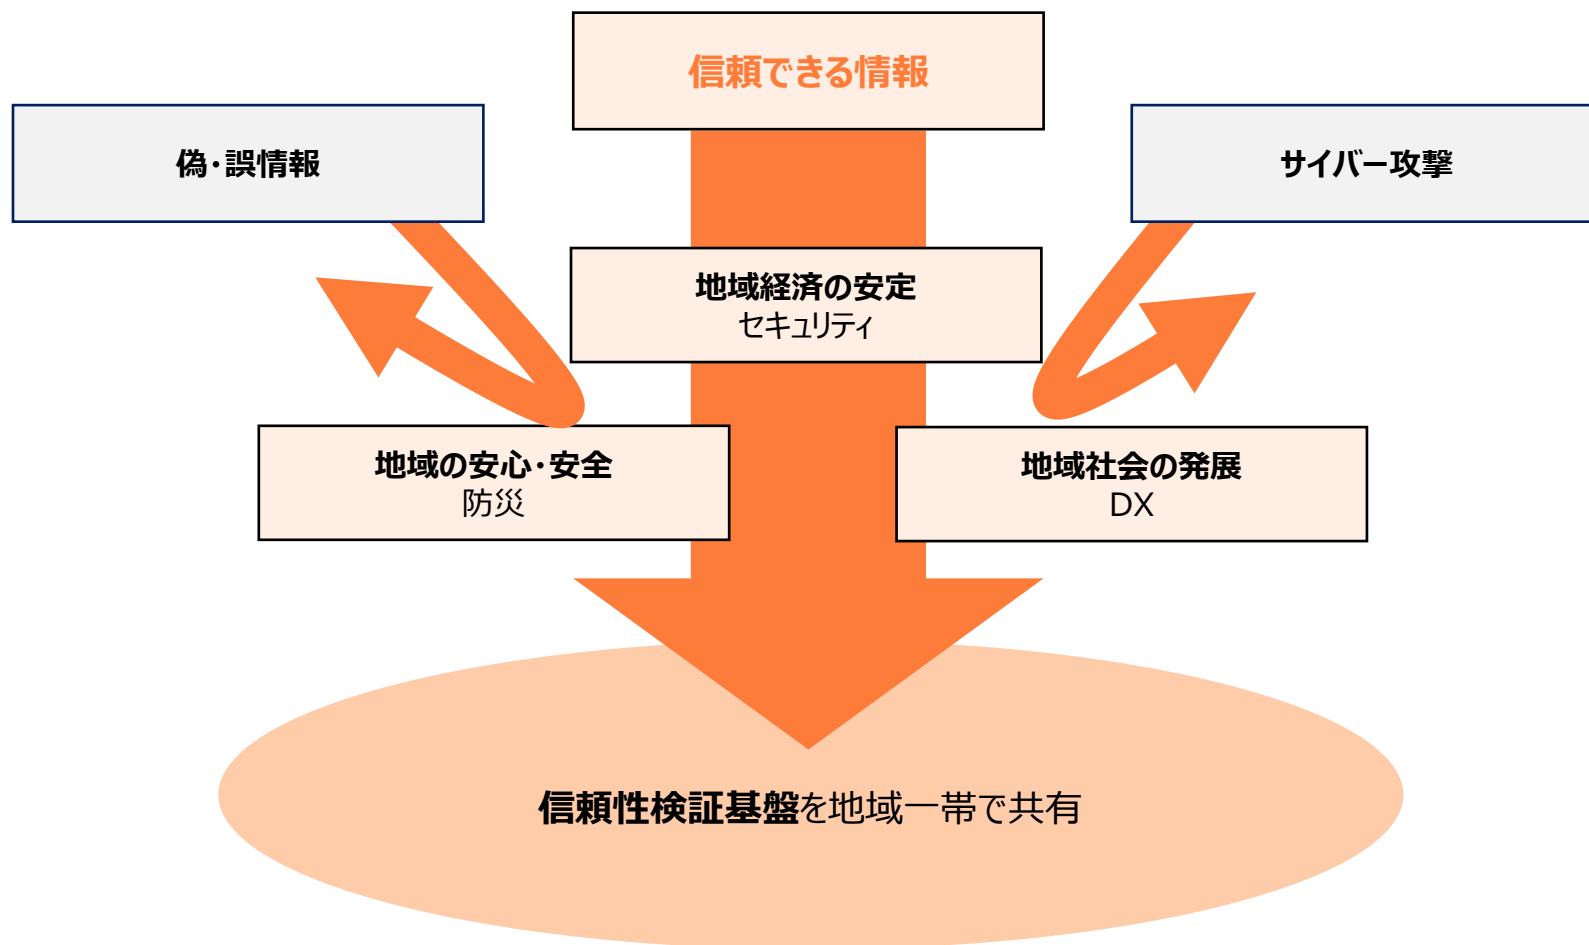 信頼できる情報
偽・誤情報
サイバー攻撃
地域経済の安定
セキュリティ
地域の安心・安全
防災
地域社会の発展
DX
信頼性検証基盤を地域一帯で共有